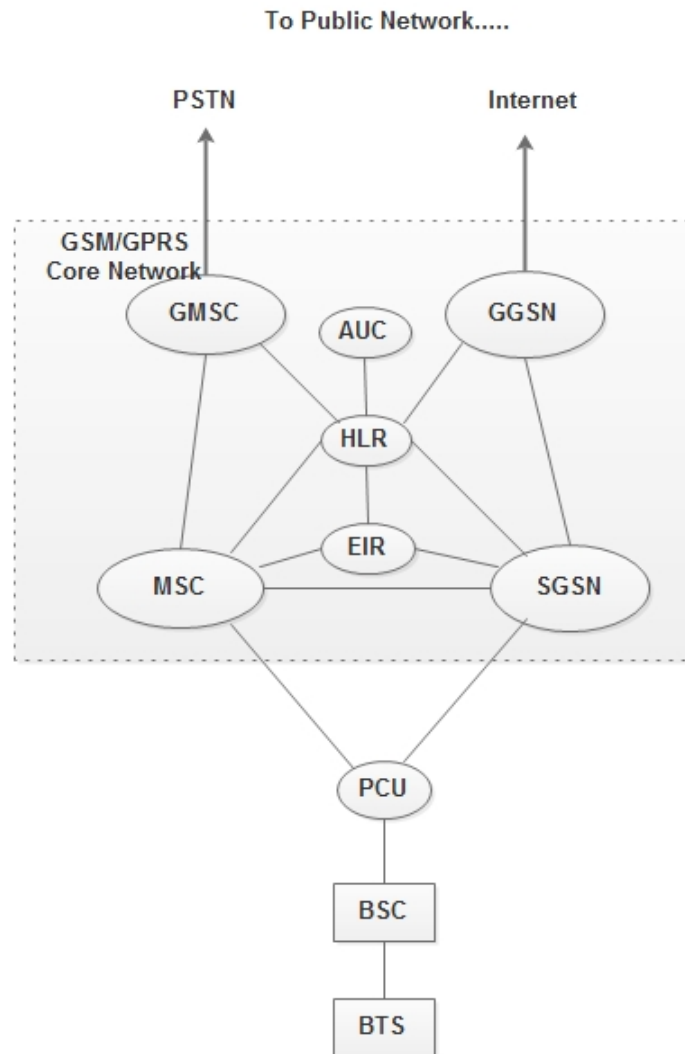 To Public Network.....
PSTN
Internet
GSM/GPRS
Core Network
GMSC
AUC
GGSN
HLR
EIR
MSC
SGSN
PCU
BSC
BTS